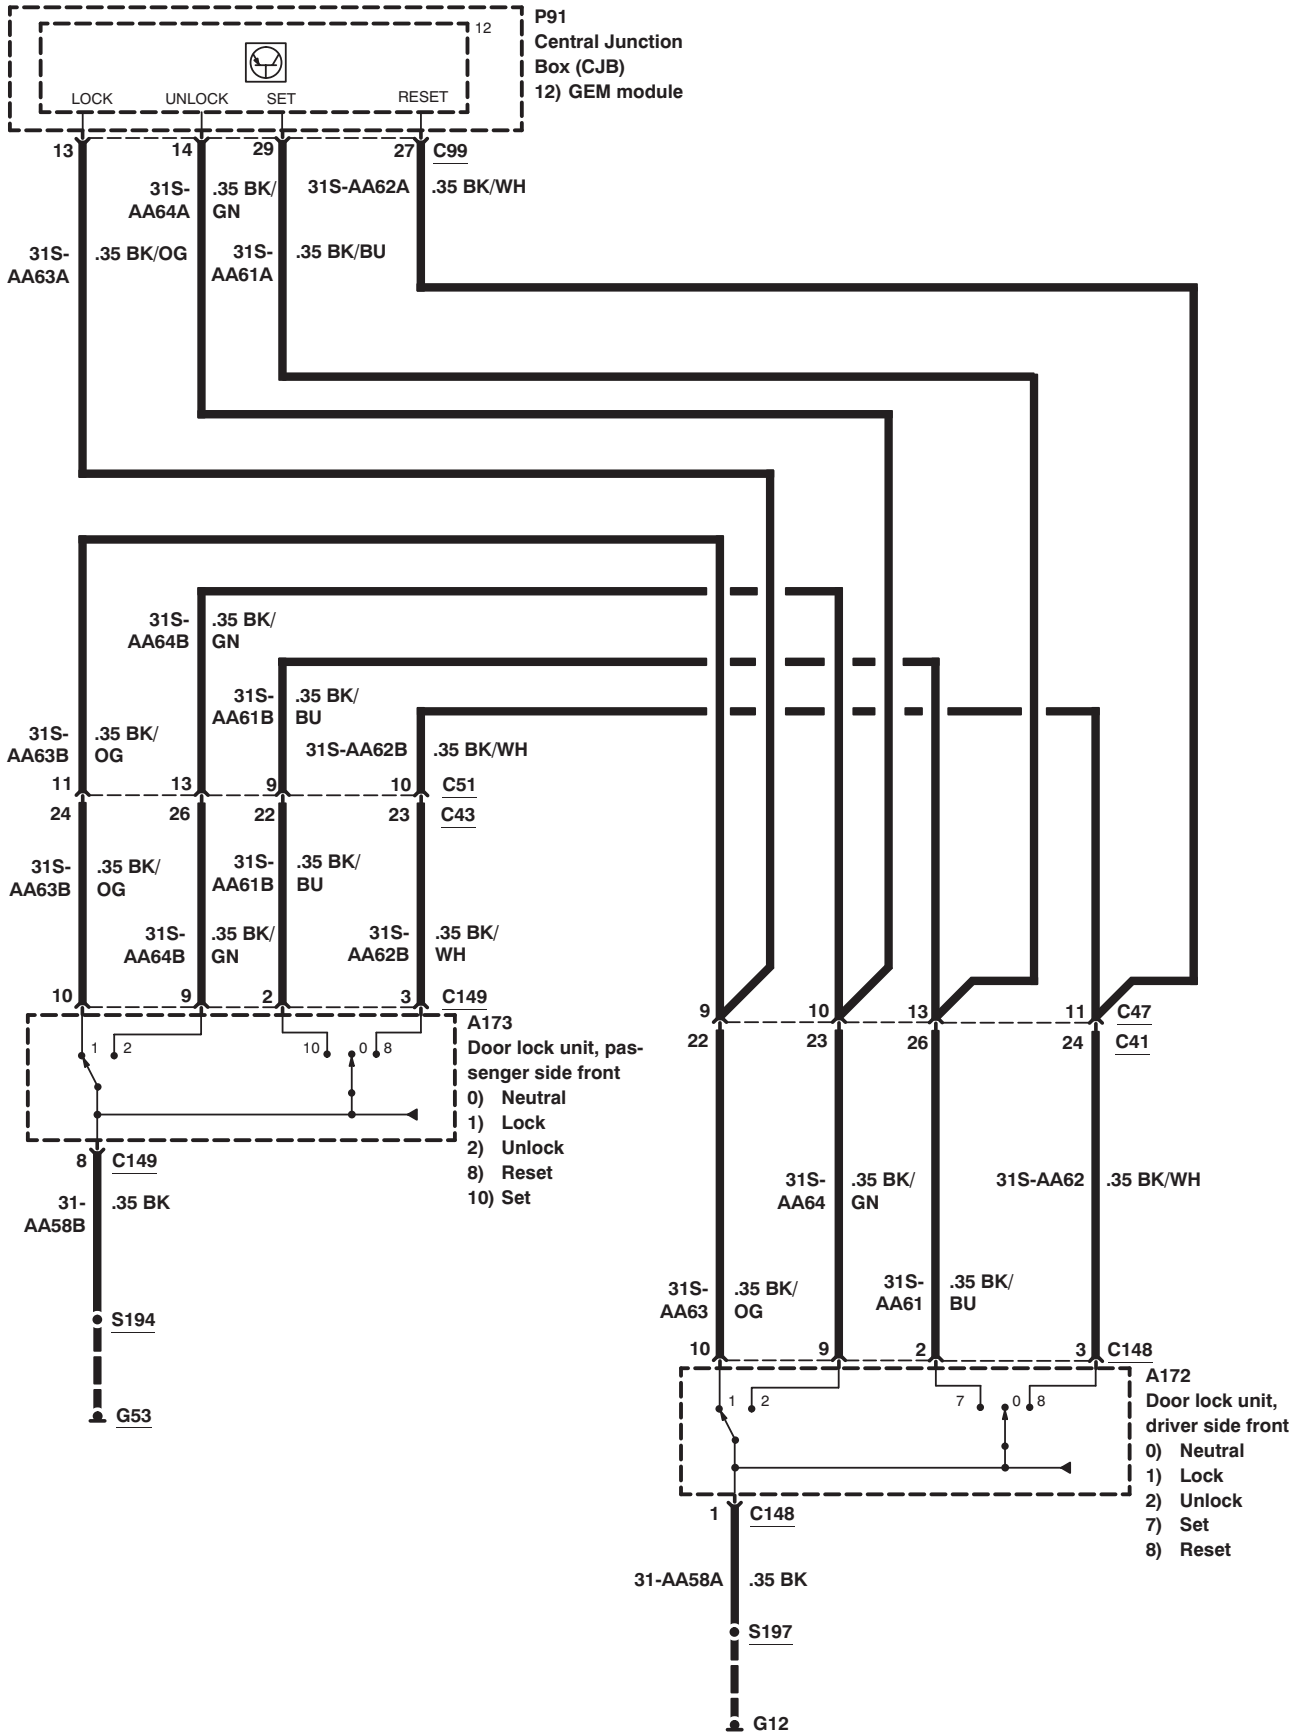 P91
Central Junction
Box (CJB)
12) GEM module
12
LOCK UNLOCK SET RESET
13 14 29 27 C99
31S-
AA64A
.35 BK/
GN
31S-AA62A .35 BK/WH
31S-
AA63A
.35 BK/OG
31S-
AA61A
.35 BK/BU
31S-
AA64B
.35 BK/
GN
31S-
AA61B
.35 BK/
BU
31S-
AA63B
.35 BK/
OG
31S-AA62B .35 BK/WH
11 13 9 10 C51
24 26 22 23 C43
31S-
AA63B
.35 BK/
OG
31S-
AA61B
.35 BK/
BU
31S-
AA64B
.35 BK/
GN
31S-
AA62B
.35 BK/
WH
10 9 2 3 C149
1 2 10 0 8
A173
Door lock unit, pas-
senger side front
0) Neutral
1) Lock
2) Unlock
8) Reset
10) Set
8 C149
31-
AA58B
.35 BK
S194
G53
9 10 13 11 C47
22 23 26 24 C41
31S-
AA64
.35 BK/
GN
31S-AA62 .35 BK/WH
31S-
AA63
.35 BK/
OG
31S-
AA61
.35 BK/
BU
10 9 2 3 C148
1 2 7 0 8
A172
Door lock unit,
driver side front
0) Neutral
1) Lock
2) Unlock
7) Set
8) Reset
1 C148
31-AA58A .35 BK
S197
G12